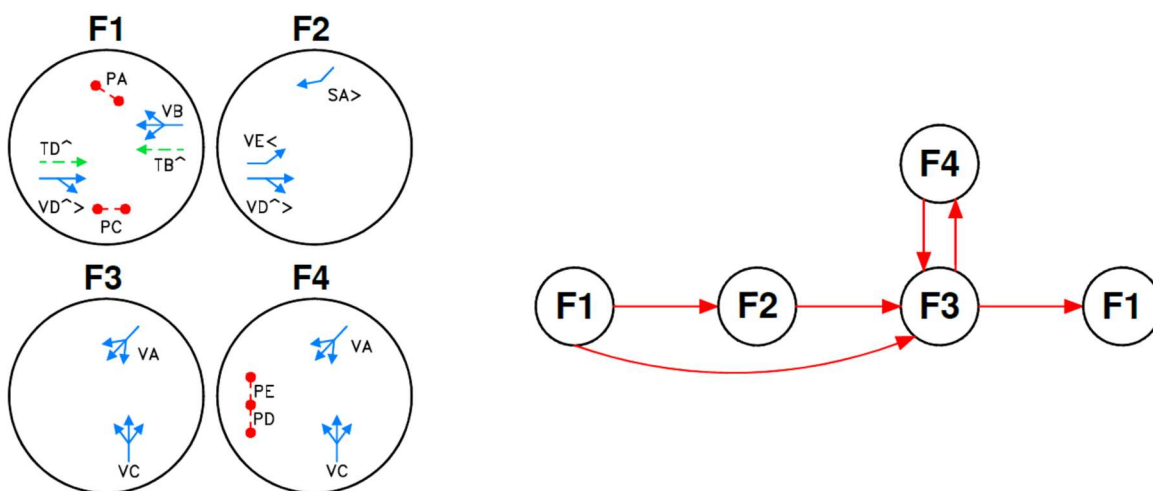 F1
F2
PA
VB
TD^
TB^
VD^>
PC
SA>
VE<
VD^>
F3
F4
VA
VC
VA
PE
PD
VC
F4
F1
F2
F3
F1